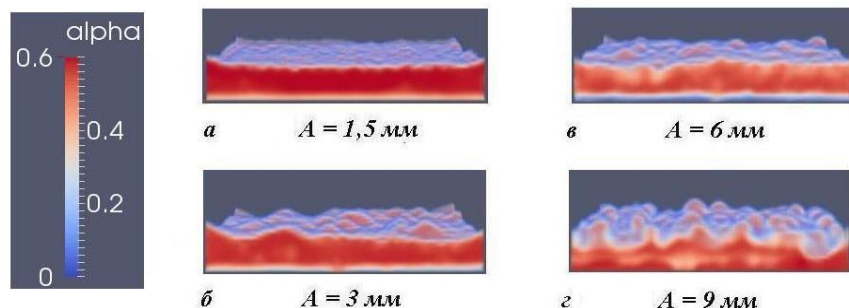 alpha
0.6
0.4
0.2
0
а A = 1,5 мм
в A = 6 мм
б A = 3 мм
г A = 9 мм